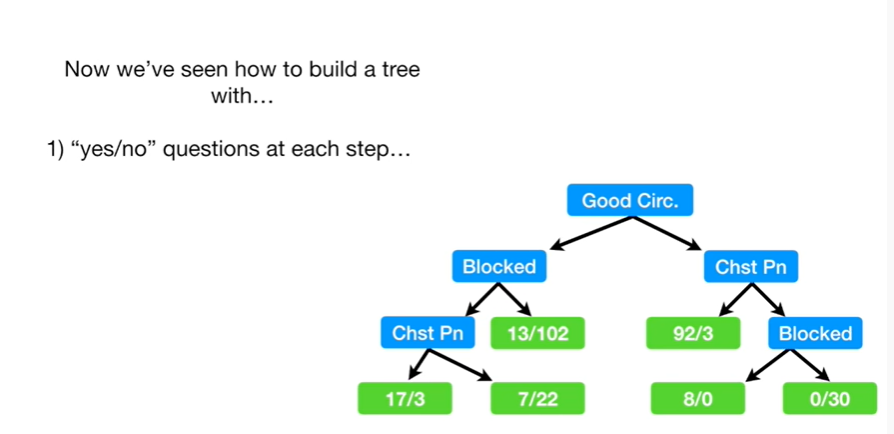 Now we’ve seen how to build a tree
with…
1) “yes/no” questions at each step…
Good Circ.
Blocked
Chst Pn
Chst Pn
13/102
92/3
Blocked
17/3
7/22
8/0
0/30